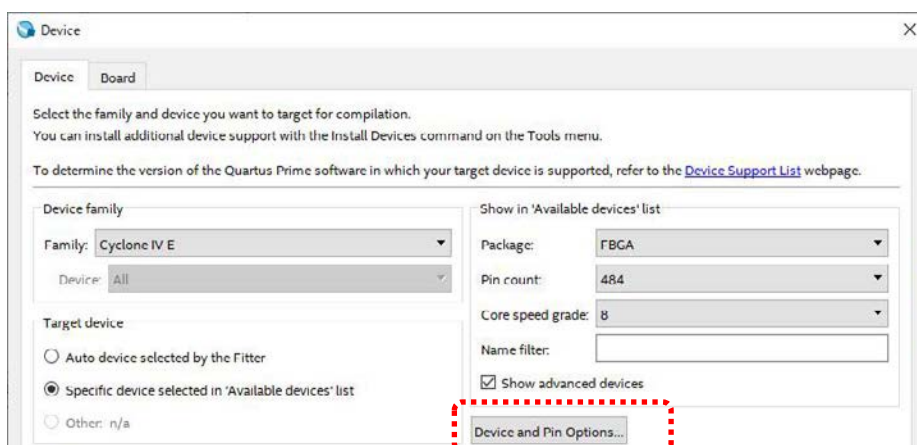 Device
Device Board
Select the family and device you want to target for compilation.
You can install additional device support with the Install Devices command on the Tools menu.
To determine the version of the Quartus Prime software in which your target device is supported, refer to the Device Support List webpage.
Device family
Family: Cyclone IV E
Device: All
Target device
Auto device selected by the Fitter
Specific device selected in 'Available devices' list
Other: n/a
Show in 'Available devices' list
Package: FBGA
Pin count: 484
Core speed grade: 8
Name filter:
Show advanced devices
Device and Pin Options...